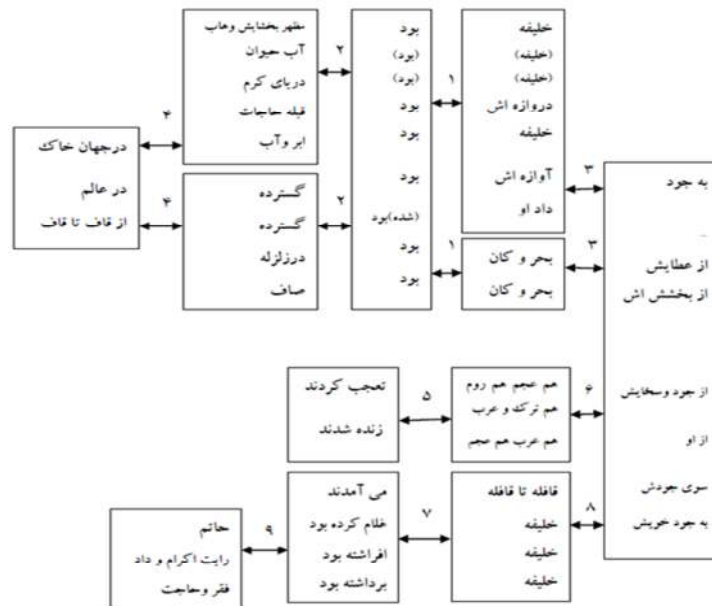 خلیفه
(خلیفه)
(خلیفه)
دروازه اش
خلیفه
آوازه اش
داد او
۱
بود
(بود)
(بود)
بود
بود
بود
(شده)بود
بود
بود
۲
مظهر بخشایش وهاب
آب حیوان
دریای کرم
قبله حاجات
ابر وآب
۴
درجهان خاک
در عالم
از قاف تا قاف
۴
گسترده
گسترده
درزلزله
صاف
۲
۱
بحر و کان
بحر و کان
۳
۳
به جود
از عطایش
از بخشش اش
از جود وسخایش
از او
سوی جودش
به جود خویش
۶
هم عجم هم روم
هم ترک و عرب
هم عرب هم عجم
۵
تعجب کردند
زنده شدند
۸
قافله تا قافله
خلیفه
خلیفه
خلیفه
۷
می آمدند
غلام کرده بود
افراشته بود
برداشته بود
۹
حاتم
رایت اکرام و داد
فقر وحاجت